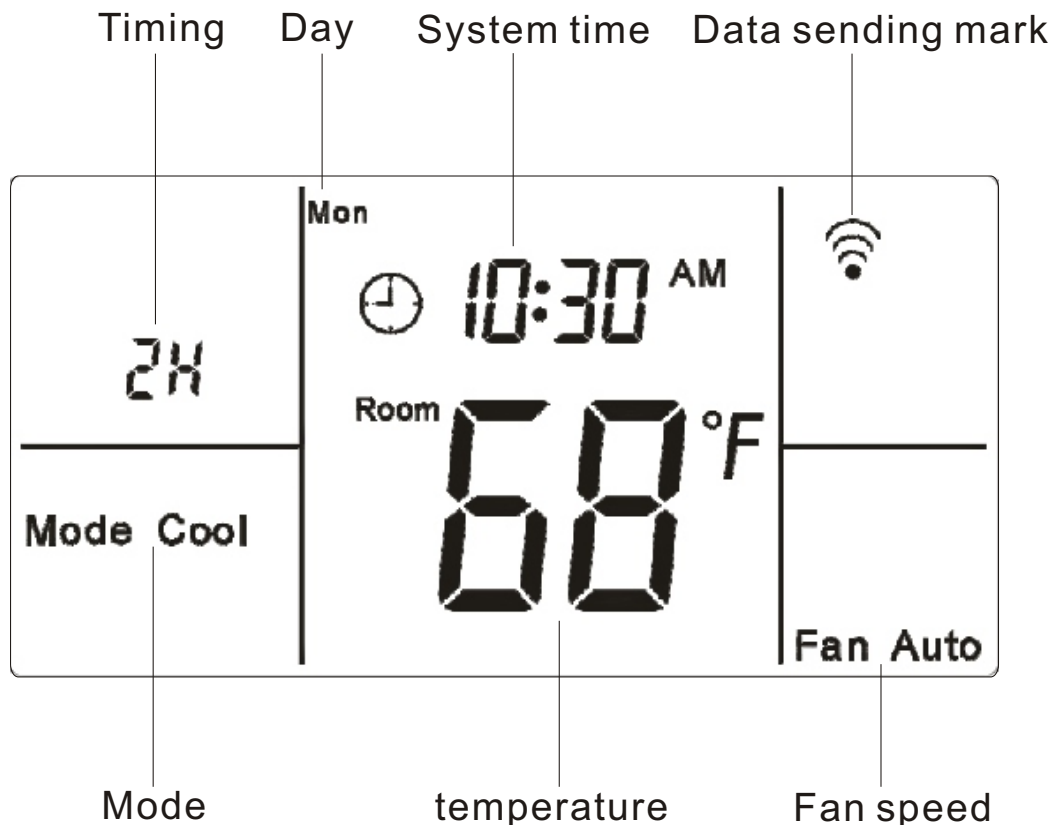 Timing Day System time Data sending mark
Mon
10:30 AM
2H
Room 68 °F
Mode Cool
Fan Auto
Mode temperature Fan speed